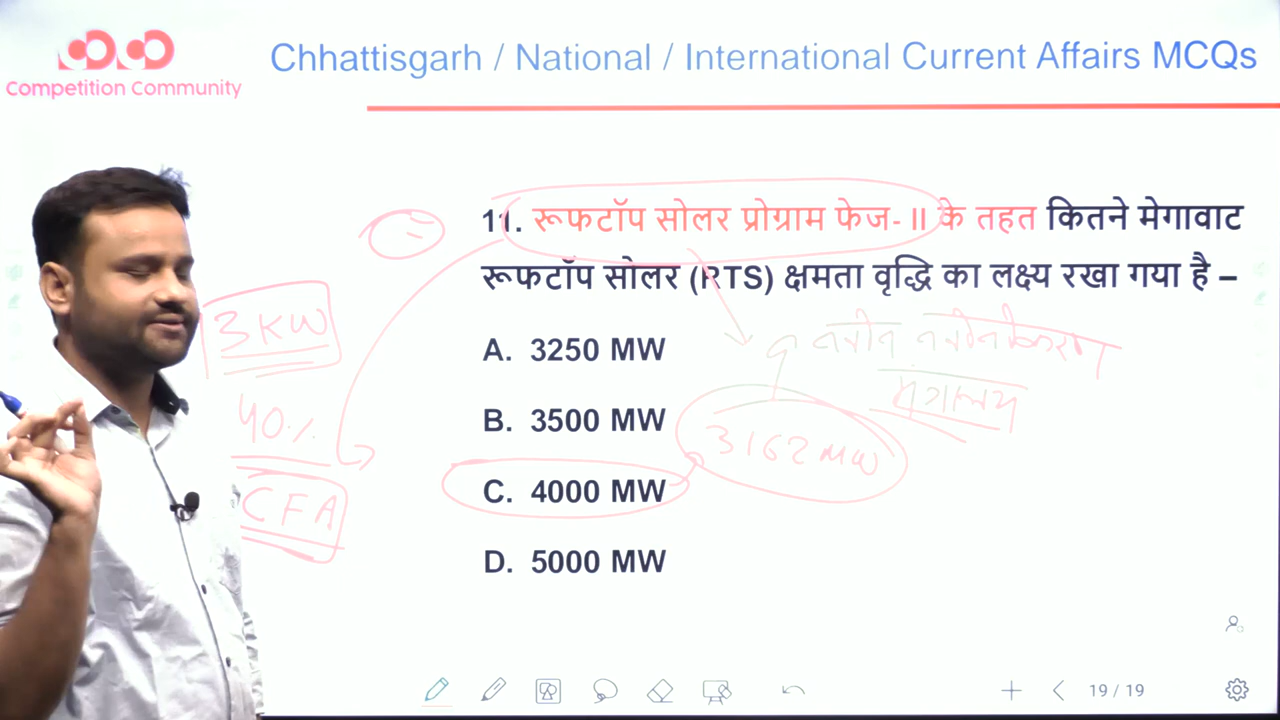 Competition Community
Chhattisgarh / National / International Current Affairs MCQs
11. रूफटॉप सोलर प्रोग्राम फेज- II के तहत कितने मेगावाट
रूफटॉप सोलर (RTS) क्षमता वृद्धि का लक्ष्य रखा गया है –
A. 3250 MW
B. 3500 MW
C. 4000 MW
D. 5000 MW
3 KW
40%
CFA
नवीन नवीनीकरण
मंत्रालय
3162 MW
19 / 19